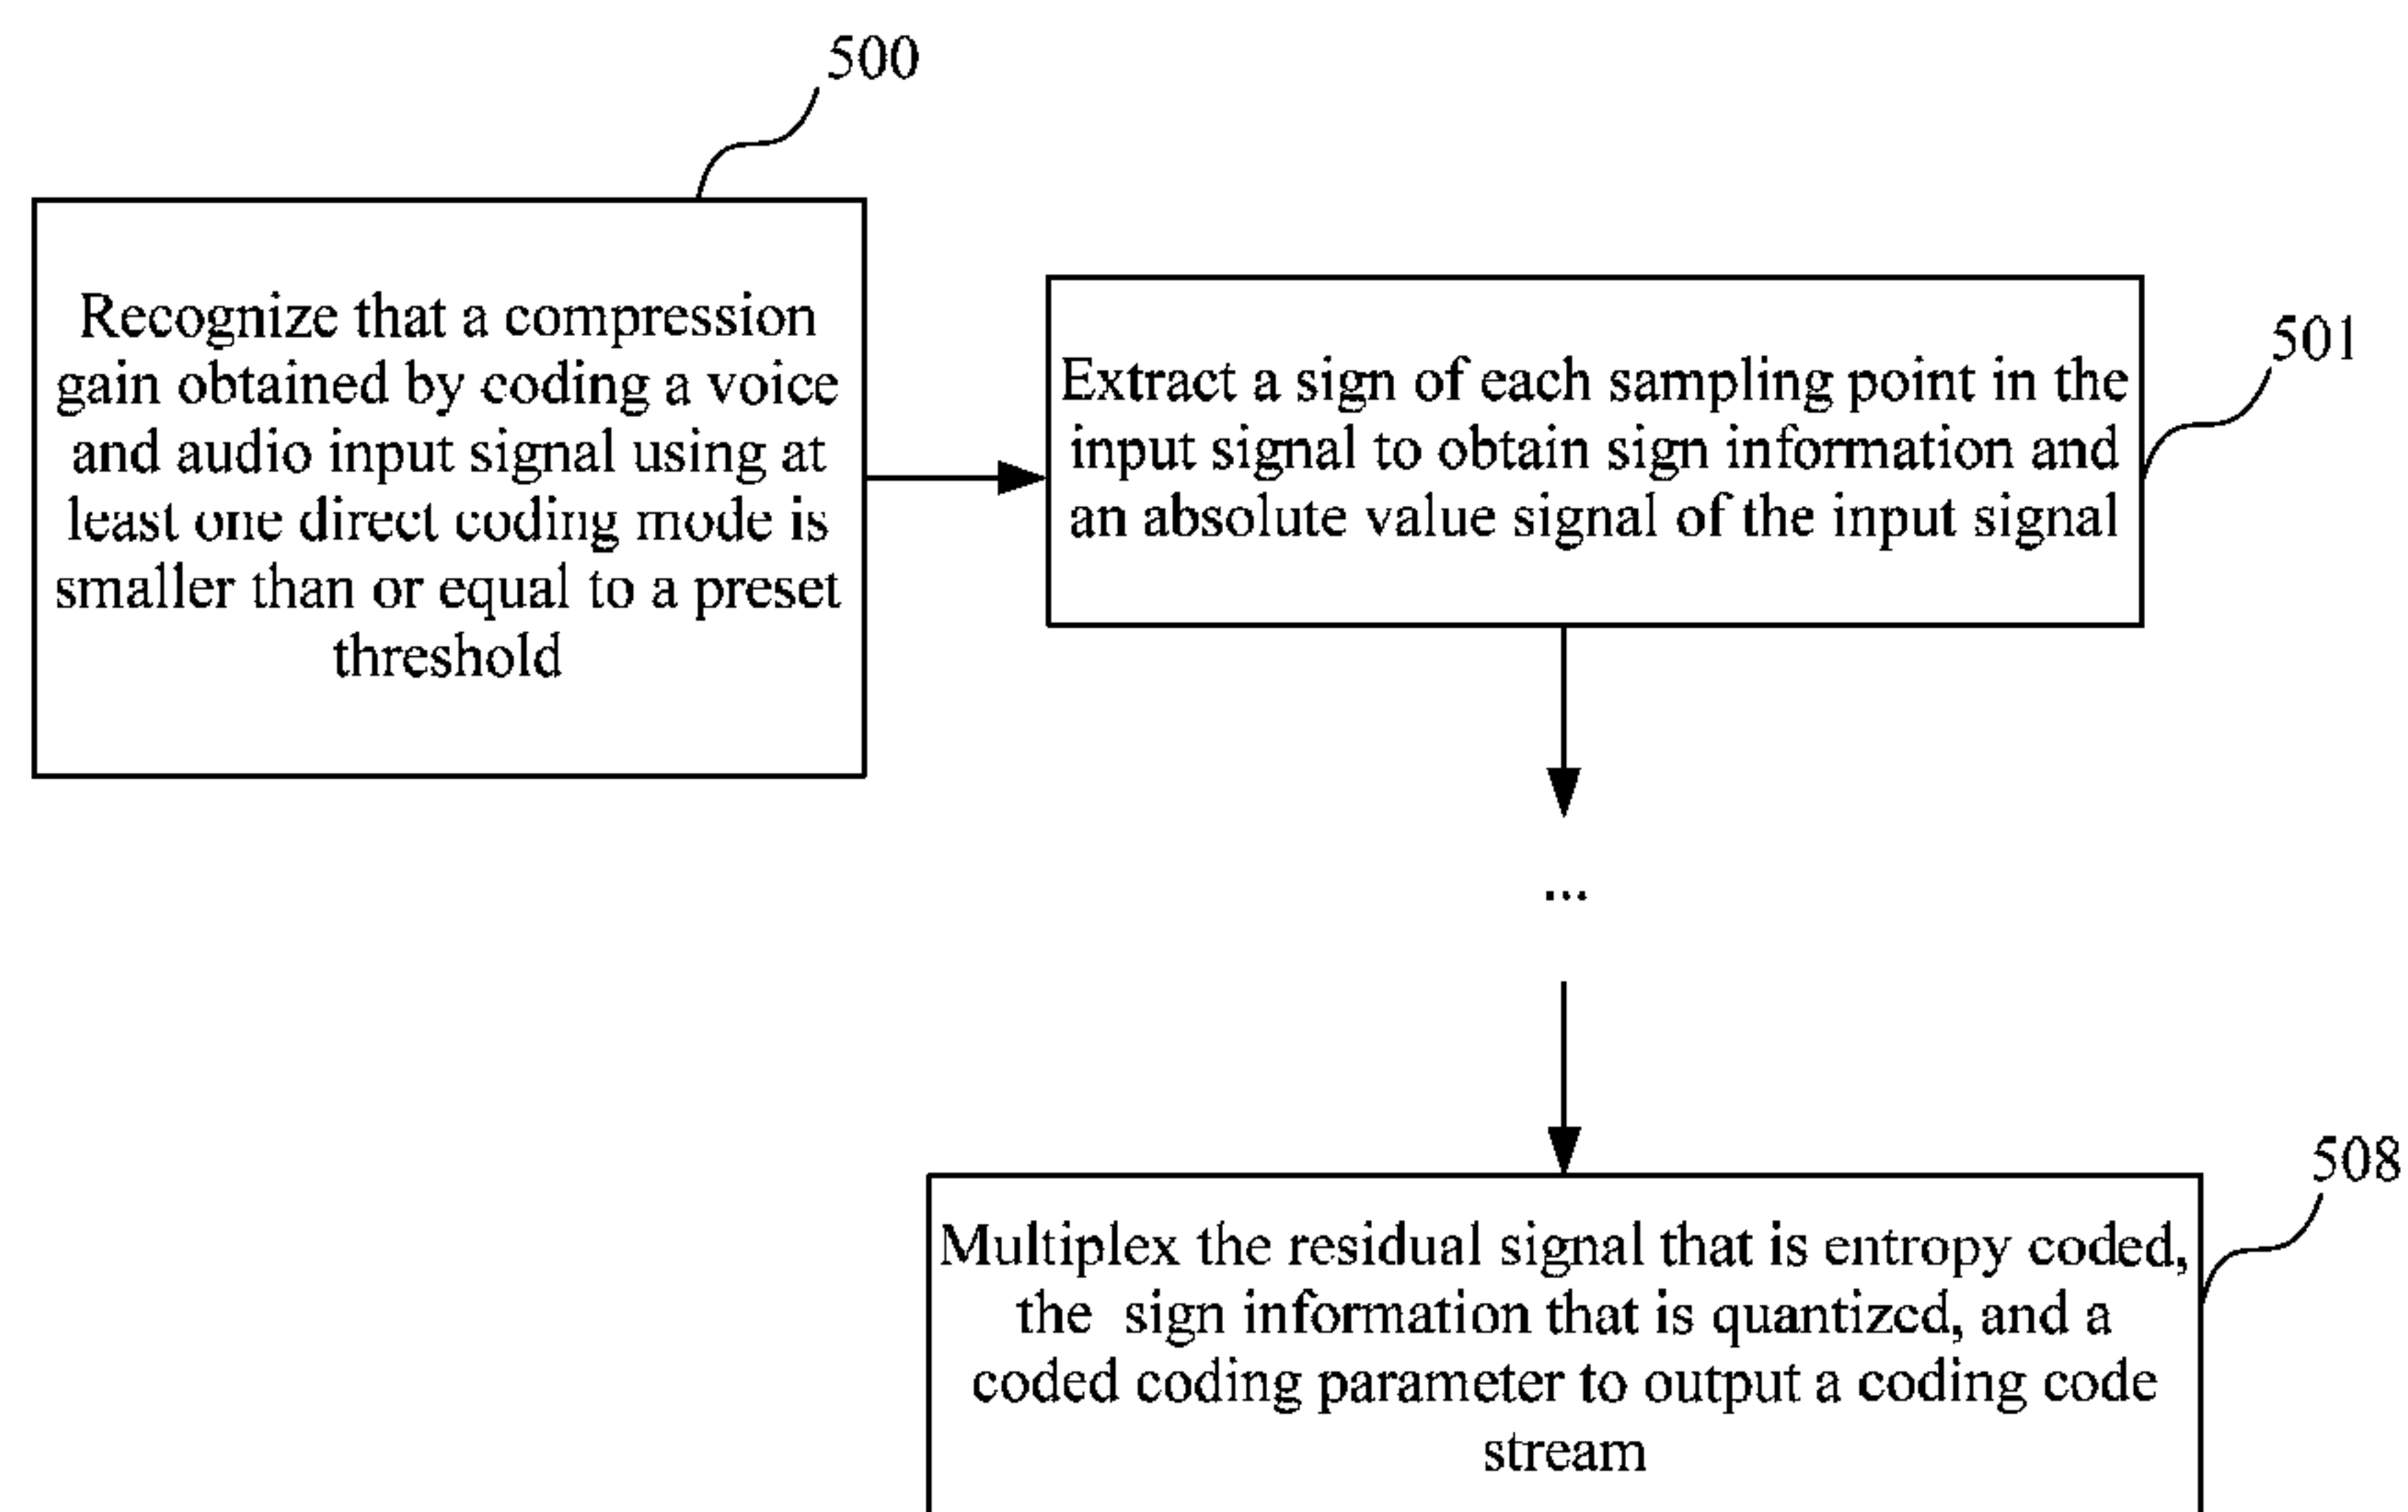 500
Recognize that a compression
gain obtained by coding a voice
and audio input signal using at
least one direct coding mode is
smaller than or equal to a preset
threshold
501
Extract a sign of each sampling point in the
input signal to obtain sign information and
an absolute value signal of the input signal
...
508
Multiplex the residual signal that is entropy coded,
the sign information that is quantized, and a
coded coding parameter to output a coding code
stream